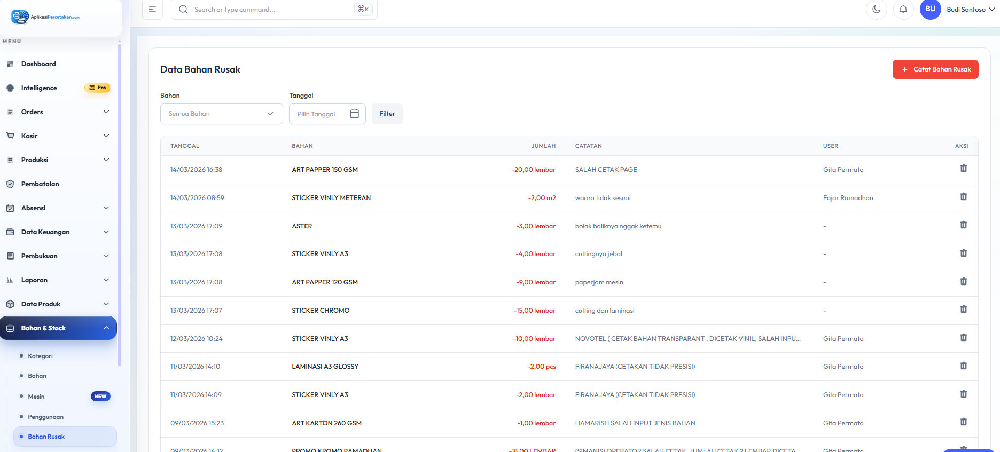 AplikasiPercetakan.com
Search or type command...
⌘K
BU
Budi Santoso
MENU
Dashboard
Intelligence
Pro
Orders
Kasir
Produksi
Pembatalan
Absensi
Data Keuangan
Pembukuan
Laporan
Data Produk
Bahan & Stock
Kategori
Bahan
Mesin
NEW
Penggunaan
Bahan Rusak
Data Bahan Rusak
+ Catat Bahan Rusak
Bahan
Tanggal
Semua Bahan
Pilih Tanggal
Filter
TANGGAL BAHAN JUMLAH CATATAN USER AKSI
14/03/2026 16:38 ART PAPPER 150 GSM -20,00 lembar SALAH CETAK PAGE Gita Permata
14/03/2026 08:59 STICKER VINLY METERAN -2,00 m2 warna tidak sesuai Fajar Ramadhan
13/03/2026 17:09 ASTER -3,00 lembar bolak baliknya nggak ketemu -
13/03/2026 17:08 STICKER VINLY A3 -4,00 lembar cuttingnya jebol -
13/03/2026 17:08 ART PAPPER 120 GSM -9,00 lembar paperjam mesin -
13/03/2026 17:07 STICKER CHROMO -15,00 lembar cutting dan laminasi -
12/03/2026 10:24 STICKER VINLY A3 -10,00 lembar NOVOTEL ( CETAK BAHAN TRANSPARANT , DICETAK VINIL, SALAH INPU... Gita Permata
11/03/2026 14:10 LAMINASI A3 GLOSSY -2,00 pcs FIRANAJAYA (CETAKAN TIDAK PRESISI) Gita Permata
11/03/2026 14:09 STICKER VINLY A3 -2,00 lembar FIRANAJAYA (CETAKAN TIDAK PRESISI) Gita Permata
09/03/2026 15:23 ART KARTON 260 GSM -1,00 lembar HAMARISH SALAH INPUT JENIS BAHAN Gita Permata
09/03/2026 14:12 PROMO KROMO RAMADHAN -18,00 LEMBAR (SIMANIS) OPERATOR SALAH CETAK, JUMLAH CETAK 2 LEMBAR DICETA... Gita Permata